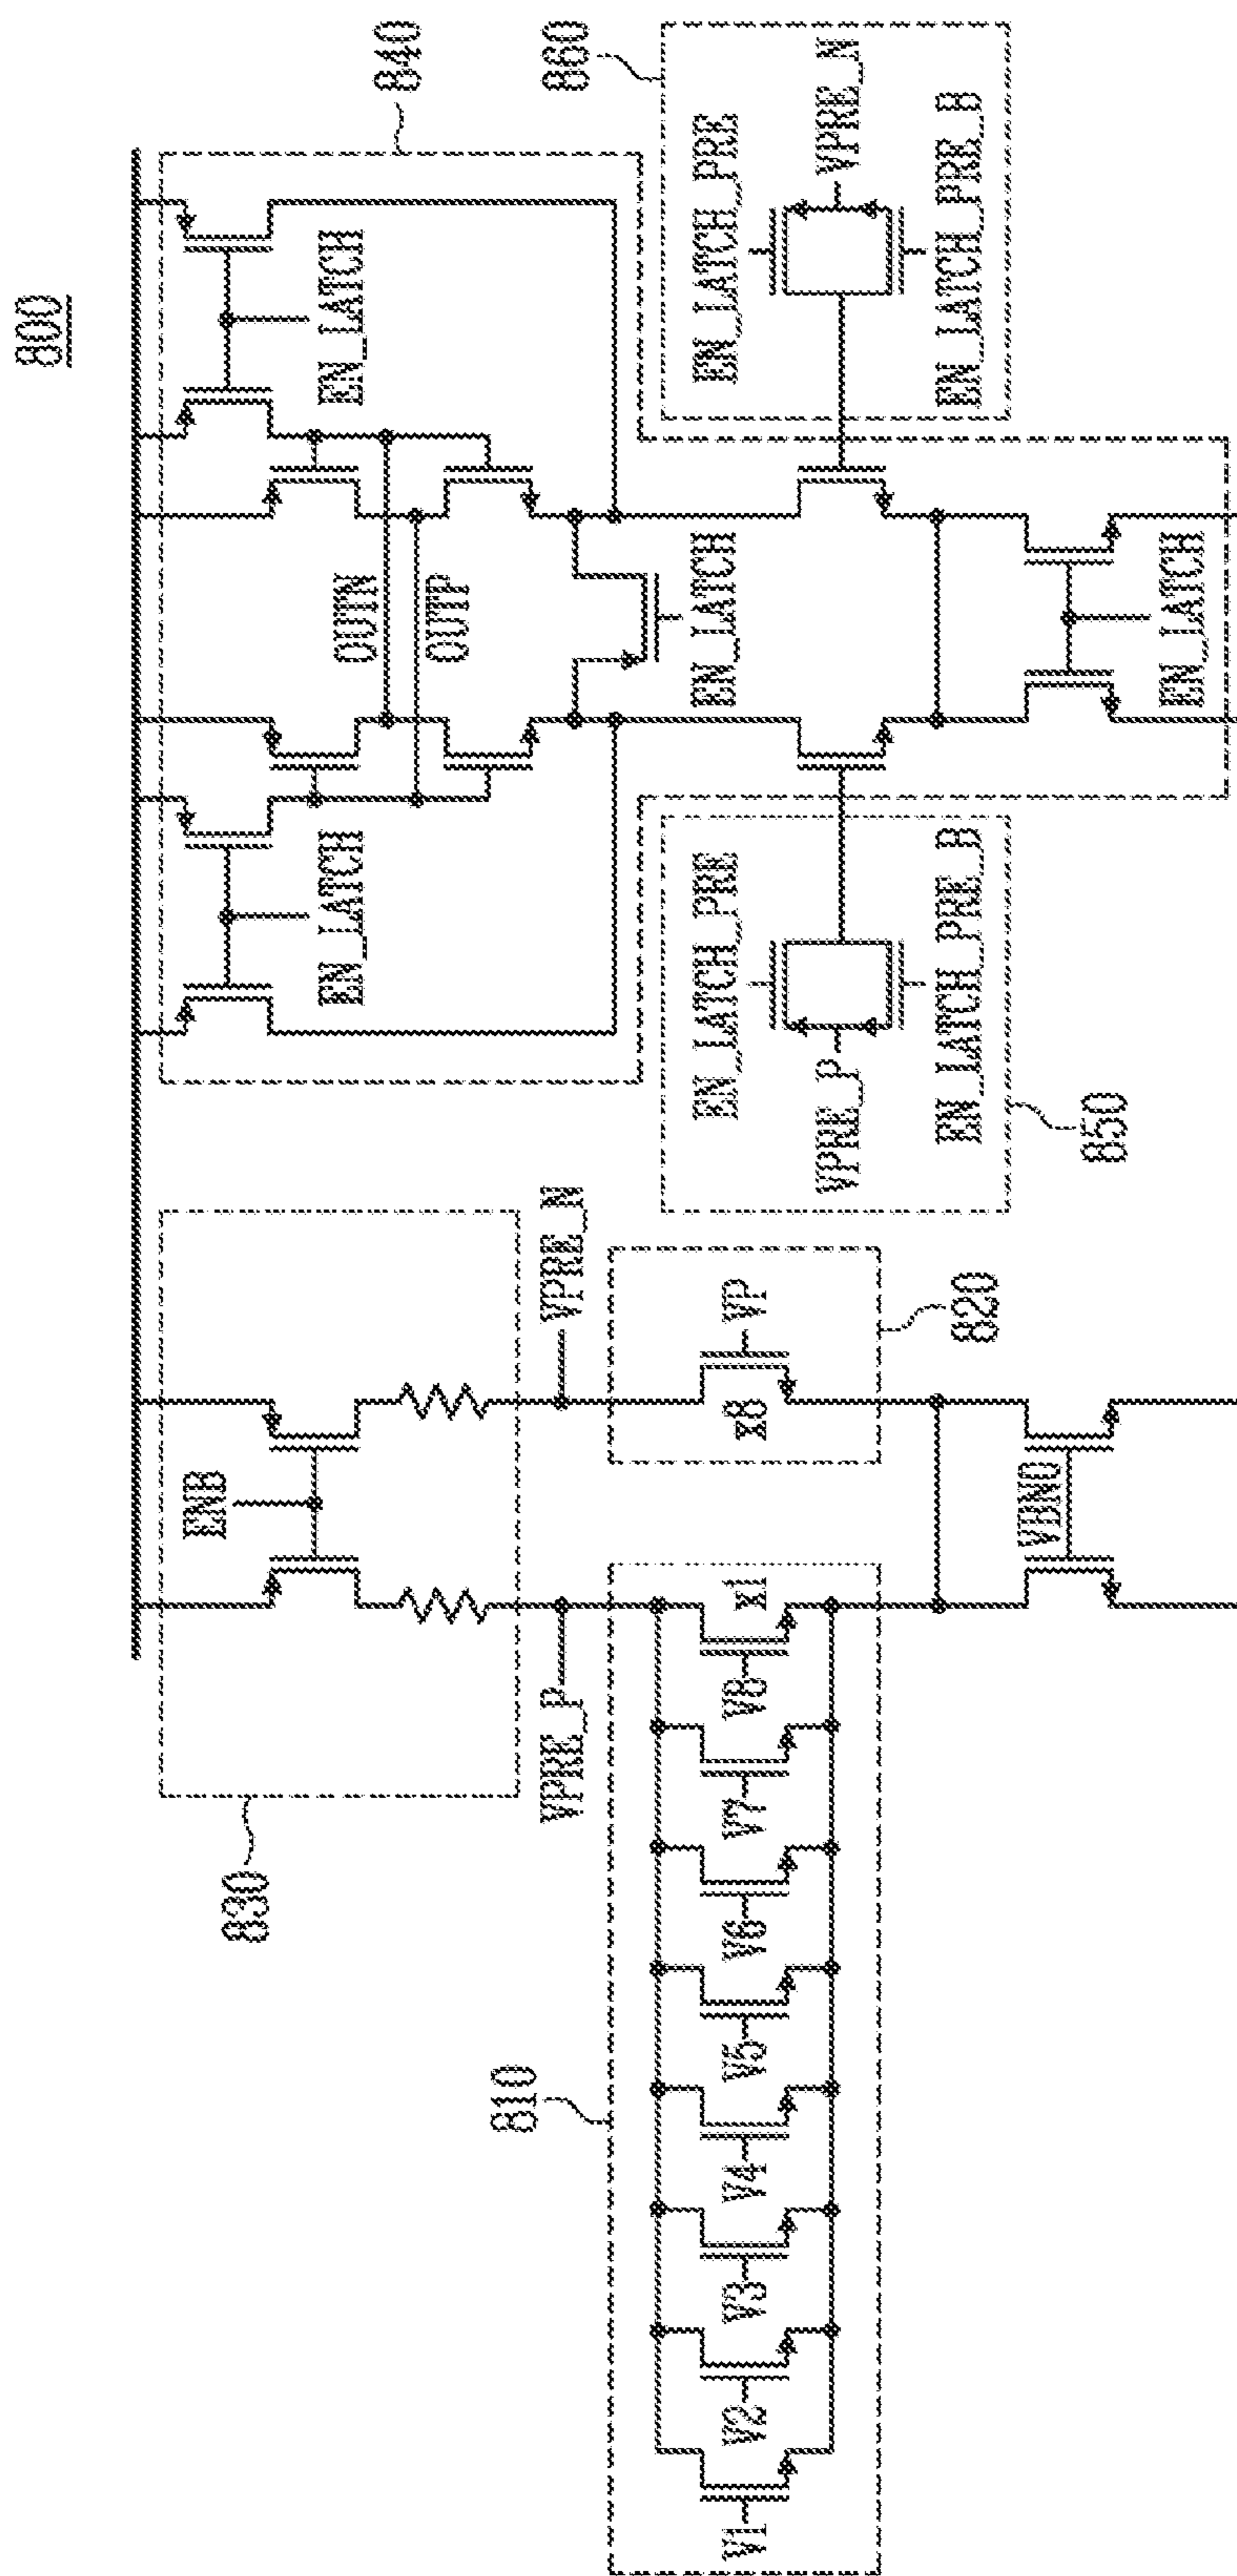 800
830
ENB
VPRE_P
VPRE_N
810
V1
V2
V3
V4
V5
V6
V7
V8
x1
x8
VP
820
VBN0
840
EN_LATCH
EN_LATCH
OUTN
OUTP
EN_LATCH
850
EN_LATCH_PRE
VPRE_P
EN_LATCH_PRE_B
860
EN_LATCH_PRE
VPRE_N
EN_LATCH_PRE_B
EN_LATCH